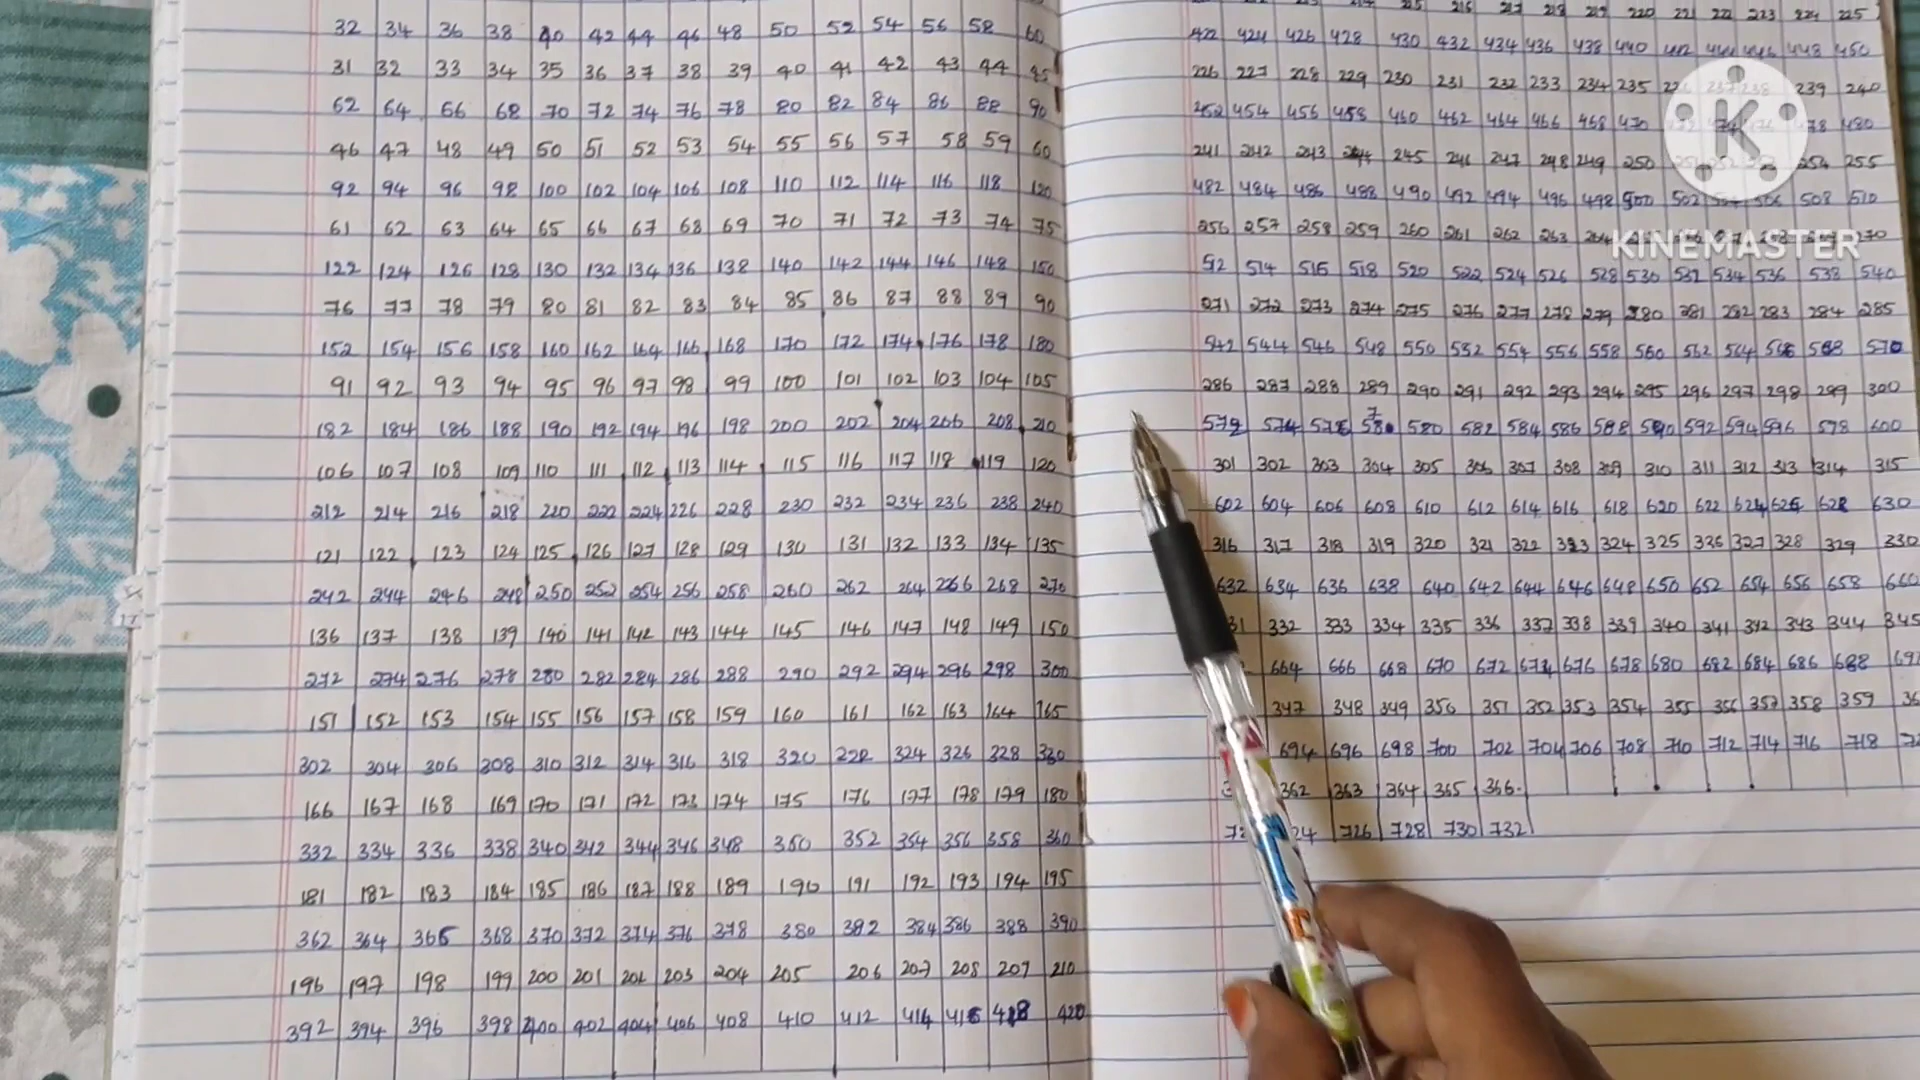 32 34 36 38 40 42 44 46 48 50 52 54 56 58 60
31 32 33 34 35 36 37 38 39 40 41 42 43 44 45
62 64 66 68 70 72 74 76 78 80 82 84 86 88 90
46 47 48 49 50 51 52 53 54 55 56 57 58 59 60
92 94 96 98 100 102 104 106 108 110 112 114 116 118 120
61 62 63 64 65 66 67 68 69 70 71 72 73 74 75
122 124 126 128 130 132 134 136 138 140 142 144 146 148 150
76 77 78 79 80 81 82 83 84 85 86 87 88 89 90
152 154 156 158 160 162 164 166 168 170 172 174 176 178 180
91 92 93 94 95 96 97 98 99 100 101 102 103 104 105
182 184 186 188 190 192 194 196 198 200 202 204 206 208 210
106 107 108 109 110 111 112 113 114 115 116 117 118 119 120
212 214 216 218 220 222 224 226 228 230 232 234 236 238 240
121 122 123 124 125 126 127 128 129 130 131 132 133 134 135
242 244 246 248 250 252 254 256 258 260 262 264 266 268 270
136 137 138 139 140 141 142 143 144 145 146 147 148 149 150
272 274 276 278 280 282 284 286 288 290 292 294 296 298 300
151 152 153 154 155 156 157 158 159 160 161 162 163 164 165
302 304 306 308 310 312 314 316 318 320 324 326 328 330
166 167 168 169 170 171 172 173 174 175 176 177 178 179 180
332 334 336 338 340 342 344 346 348 350 352 354 356 358 360
181 182 183 184 185 186 187 188 189 190 191 192 193 194 195
362 364 366 368 370 372 374 376 378 380 382 384 386 388 390
196 197 198 199 200 201 202 203 204 205 206 207 208 209 210
392 394 396 398 400 402 404 406 408 410 412 414 416 418 420
215 216 217 218 219 220 221 222 223 224 225
422 424 426 428 430 432 434 436 438 440 442 444 446 448 450
226 227 228 229 230 231 232 233 234 235 239 240
452 454 456 458 460 462 464 466 468 470 478 480
241 242 243 244 245 246 247 248 249 250 254 255
482 484 486 488 490 492 494 496 498 500 502 504 506 508 510
256 257 258 259 260 261 262 263 264 270
512 514 516 518 520 522 524 526 528 530 532 534 536 538 540
271 272 273 274 275 276 277 278 279 280 281 282 283 284 285
542 544 546 548 550 552 554 556 558 560 562 564 566 568 570
286 287 288 289 290 291 292 293 294 295 296 297 298 299 300
572 574 576 580 582 584 586 588 590 592 594 596 598 600
301 302 303 304 305 306 307 308 309 310 311 312 313 314 315
602 604 606 608 610 612 614 616 618 620 622 624 626 628 630
316 317 318 319 320 321 322 323 324 325 326 327 328 329 330
632 634 636 638 640 642 644 646 648 650 652 654 656 658 660
332 333 334 335 336 337 338 339 340 341 342 343 344 345
664 666 668 670 672 674 676 678 680 682 684 686 688
347 348 349 350 351 352 353 354 355 356 357 358 359
694 696 698 700 702 704 706 708 710 712 714 716 718
362 363 364 365 366
726 728 730 732
K
KINEMASTER